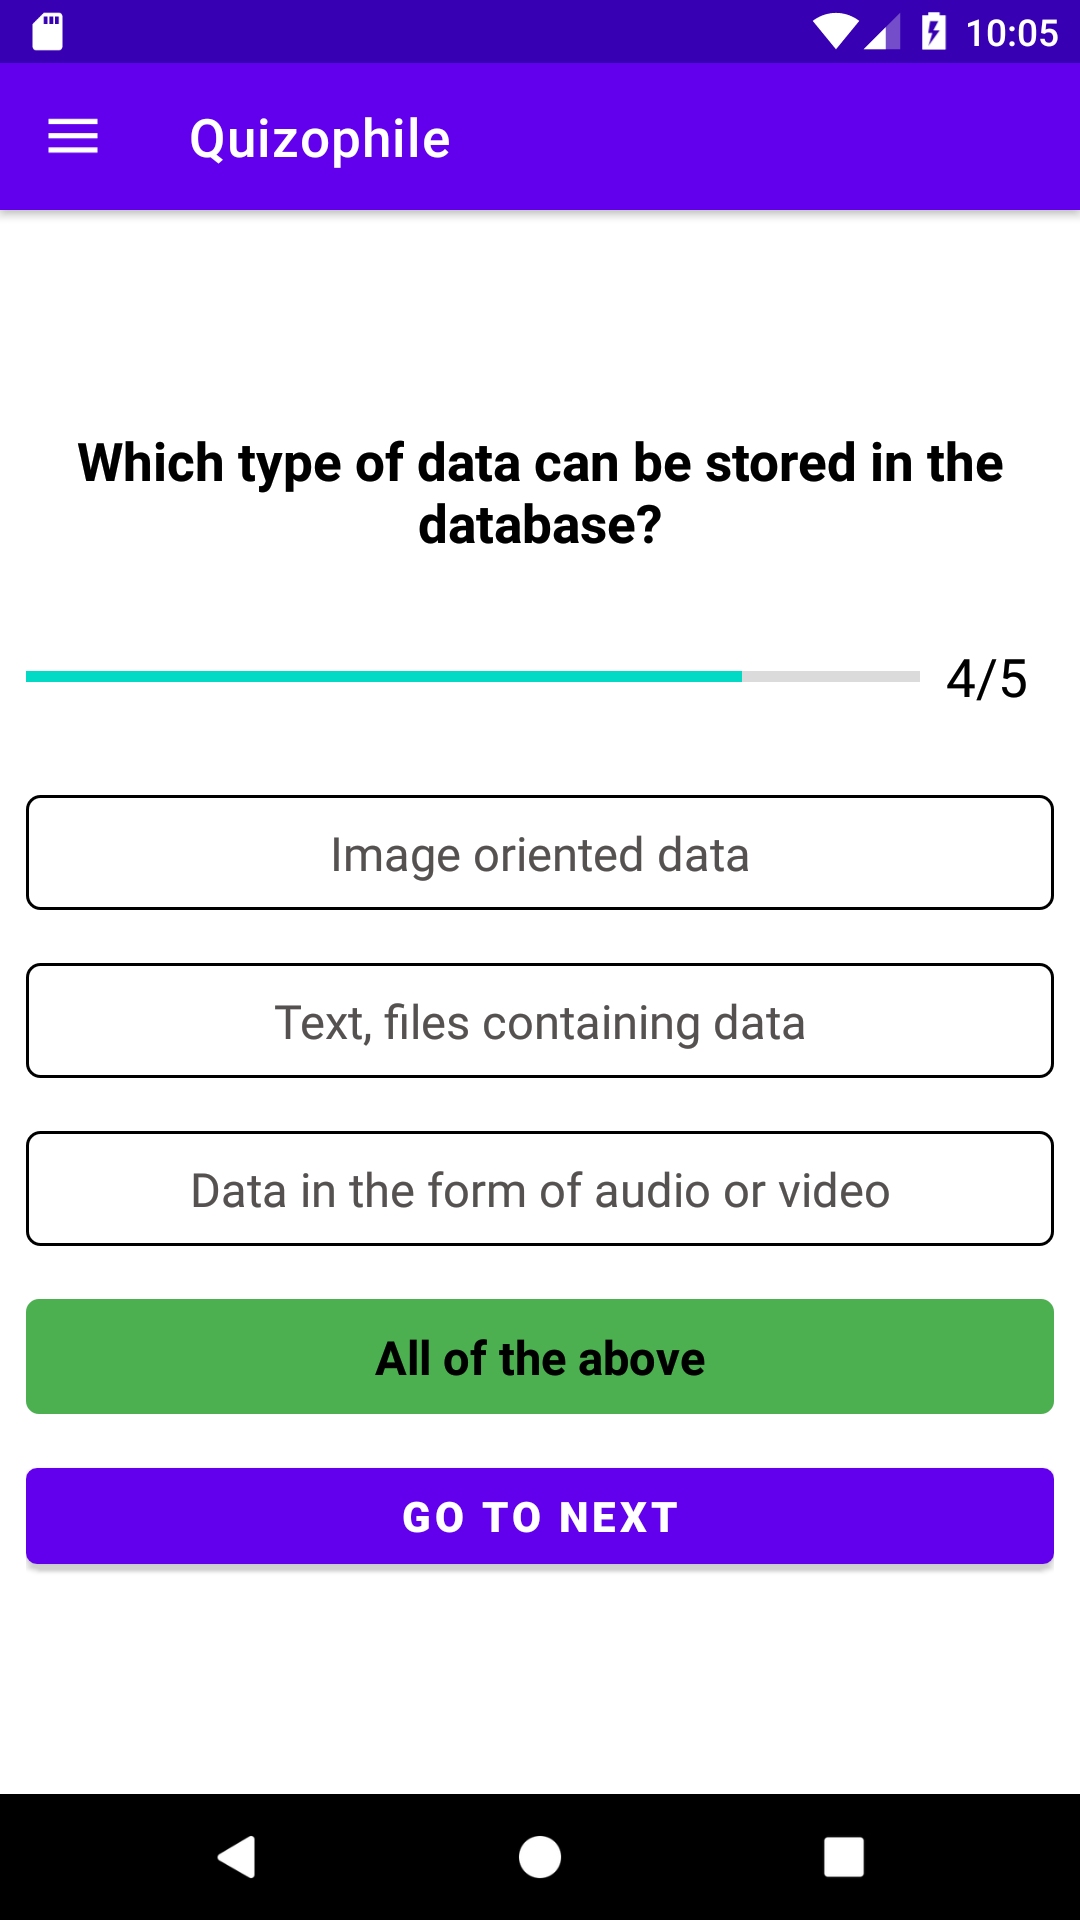 10:05
Quizophile
Which type of data can be stored in the
database?
4/5
Image oriented data
Text, files containing data
Data in the form of audio or video
All of the above
GO TO NEXT